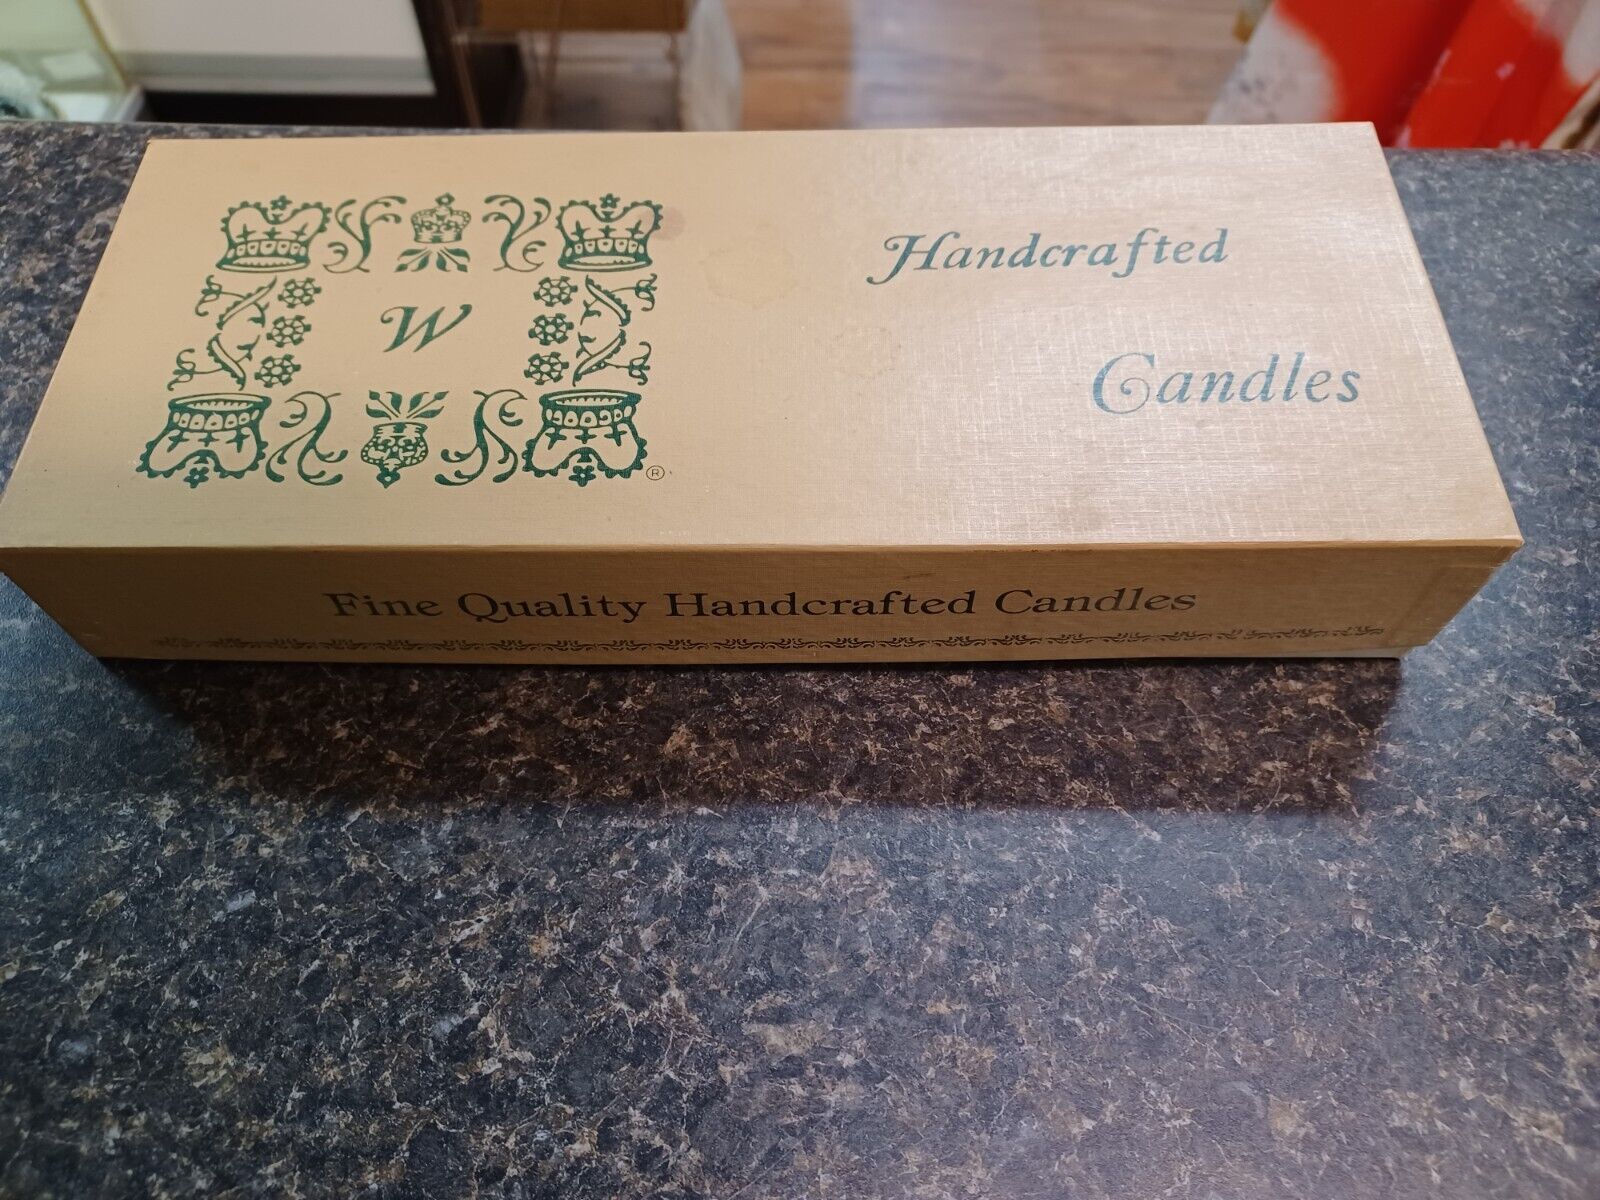 W
®
Handcrafted
Candles
Fine Quality Handcrafted Candles